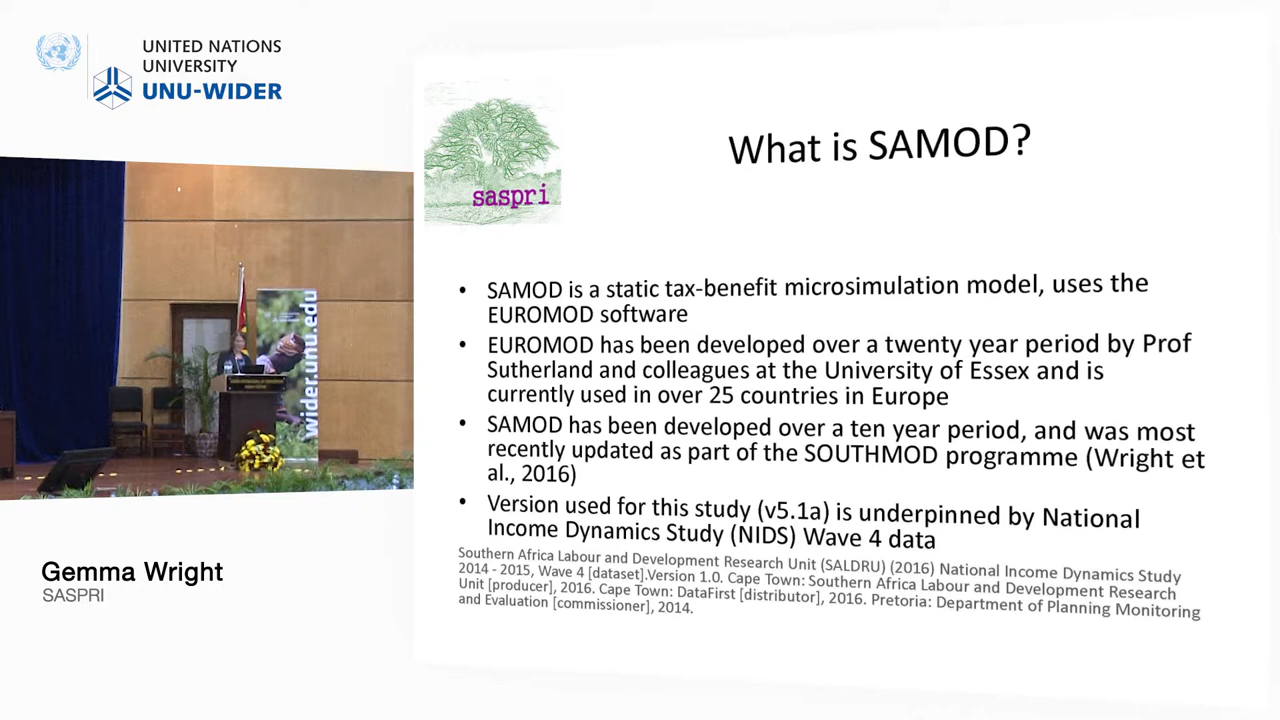 UNITED NATIONS
UNIVERSITY
UNU-WIDER
saspri
What is SAMOD?
wider.unu.edu
• SAMOD is a static tax-benefit microsimulation model, uses the
EUROMOD software
• EUROMOD has been developed over a twenty year period by Prof
Sutherland and colleagues at the University of Essex and is
currently used in over 25 countries in Europe
• SAMOD has been developed over a ten year period, and was most
recently updated as part of the SOUTHMOD programme (Wright et
al., 2016)
• Version used for this study (v5.1a) is underpinned by National
Income Dynamics Study (NIDS) Wave 4 data
Southern Africa Labour and Development Research Unit (SALDRU) (2016) National Income Dynamics Study
2014 - 2015, Wave 4 [dataset].Version 1.0. Cape Town: Southern Africa Labour and Development Research
Unit [producer], 2016. Cape Town: DataFirst [distributor], 2016. Pretoria: Department of Planning Monitoring
and Evaluation [commissioner], 2014.
Gemma Wright
SASPRI